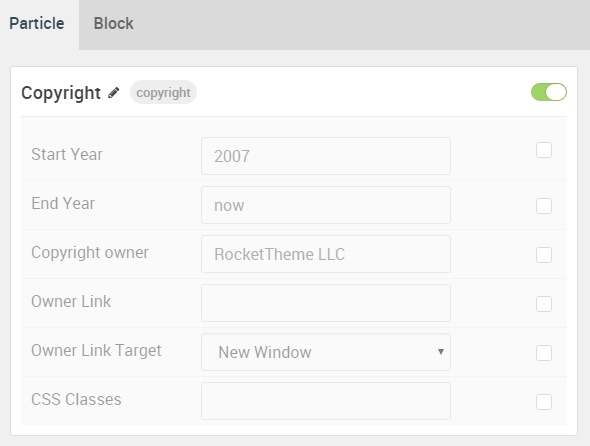 Particle Block
Copyright copyright
Start Year 2007
End Year now
Copyright owner RocketTheme LLC
Owner Link
Owner Link Target New Window
CSS Classes